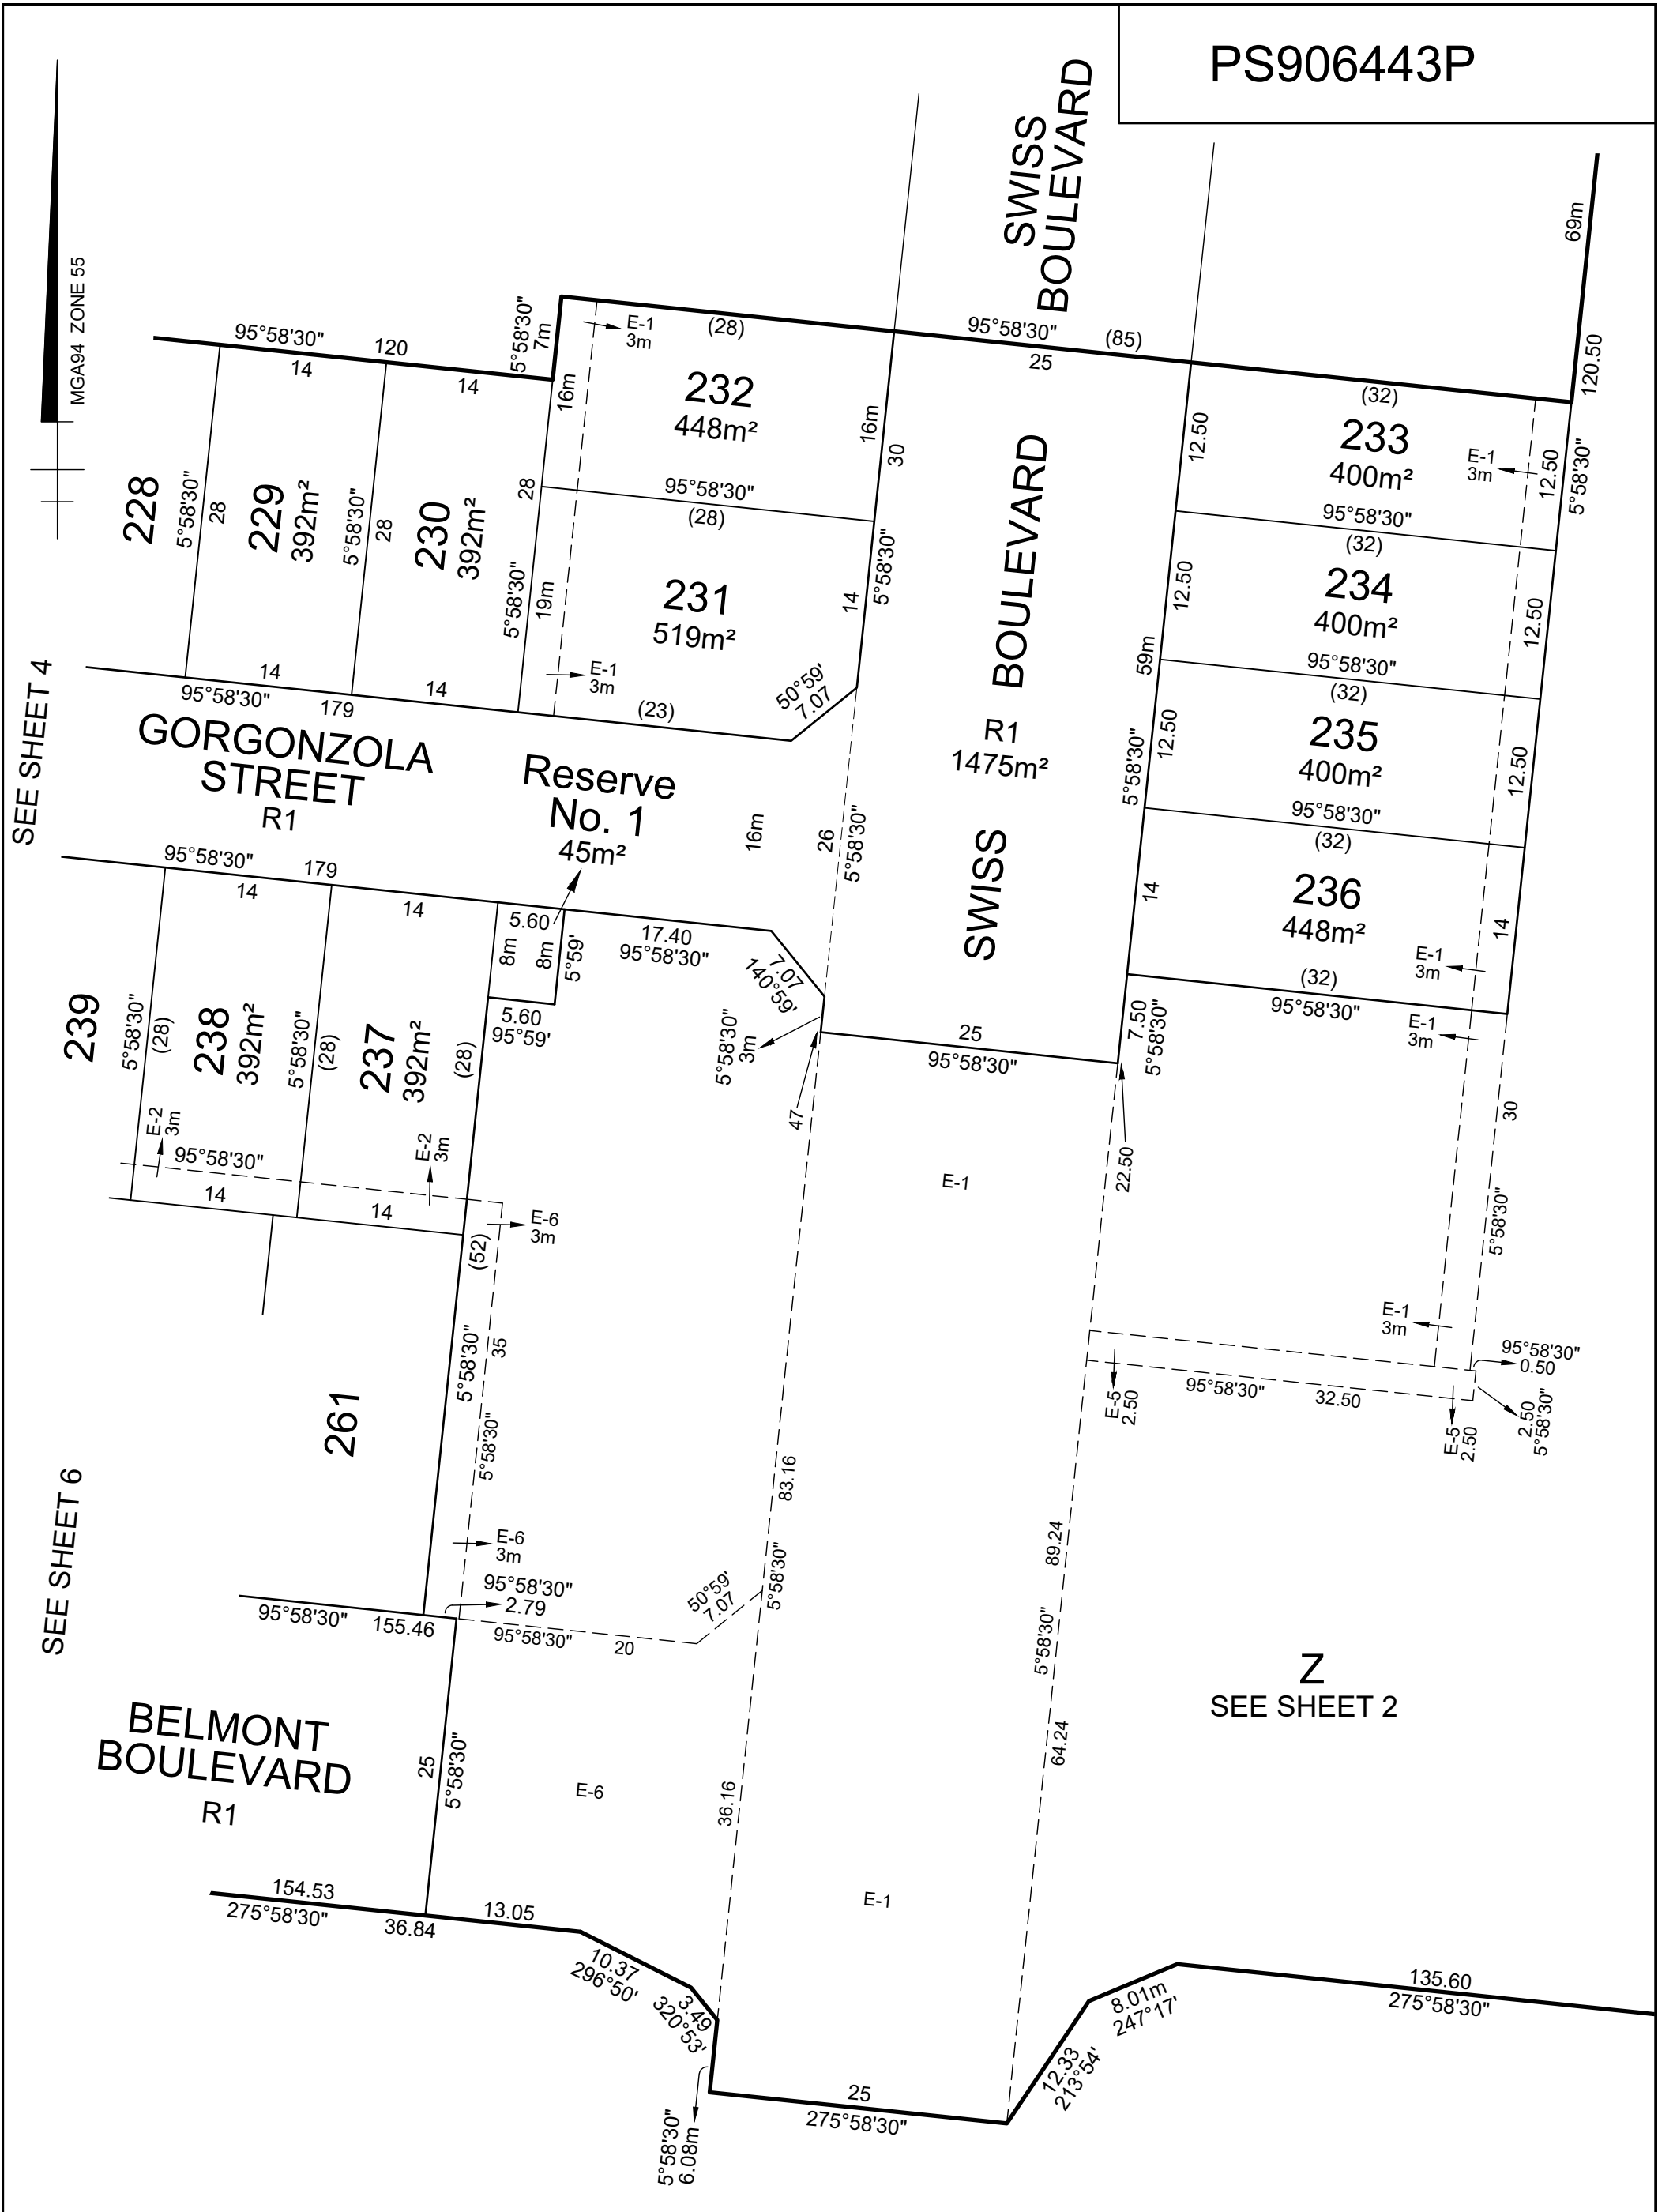 PS906443P
MGA94 ZONE 55
SWISS
BOULEVARD
69m
120.50
95°58'30"
120
14
14
5°58'30"
7m
E-1
3m
(28)
95°58'30"
(85)
25
(32)
228
5°58'30"
28
229
392m²
5°58'30"
28
230
392m²
28
5°58'30"
16m
232
448m²
16m
30
95°58'30"
(28)
19m
231
519m²
14
5°58'30"
E-1
3m
(23)
50°59'
7.07
12.50
233
400m²
E-1
3m
12.50
5°58'30"
95°58'30"
(32)
12.50
234
400m²
12.50
95°58'30"
(32)
59m
5°58'30"
12.50
235
400m²
12.50
95°58'30"
(32)
14
236
448m²
14
E-1
3m
(32)
95°58'30"
E-1
3m
BOULEVARD
R1
1475m²
SWISS
SEE SHEET 4
14
95°58'30"
179
14
GORGONZOLA
STREET
R1
Reserve
No. 1
45m²
16m
26
5°58'30"
95°58'30"
179
14
14
5.60
8m
8m
5°59'
5.60
95°59'
17.40
95°58'30"
7.07
140°59'
5°58'30"
3m
47
25
95°58'30"
7.50
5°58'30"
22.50
239
5°58'30"
(28)
238
392m²
5°58'30"
(28)
237
392m²
(28)
E-2
3m
95°58'30"
E-2
3m
14
14
E-6
3m
(52)
5°58'30"
35
5°58'30"
E-1
30
5°58'30"
E-1
3m
95°58'30"
0.50
2.50
5°58'30"
E-5
2.50
95°58'30"
32.50
E-5
2.50
261
SEE SHEET 6
E-6
3m
95°58'30"
2.79
95°58'30"
155.46
95°58'30"
20
50°59'
7.07
83.16
5°58'30"
89.24
5°58'30"
64.24
Z
SEE SHEET 2
BELMONT
BOULEVARD
R1
25
5°58'30"
E-6
36.16
E-1
154.53
275°58'30"
36.84
13.05
10.37
296°50'
3.49
320°53'
5°58'30"
6.08m
25
275°58'30"
12.33
213°54'
8.01m
247°17'
135.60
275°58'30"